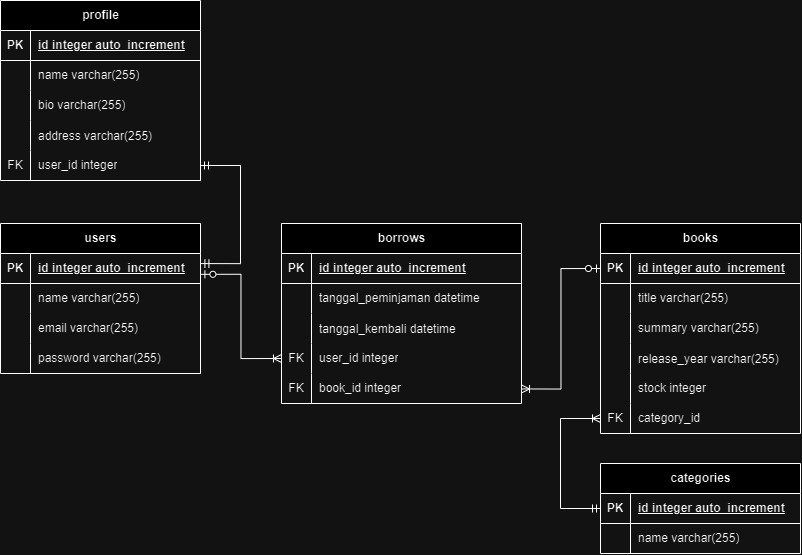 profile
PK id integer auto_increment
name varchar(255)
bio varchar(255)
address varchar(255)
FK user_id integer
users
PK id integer auto_increment
name varchar(255)
email varchar(255)
password varchar(255)
borrows
PK id integer auto_increment
tanggal_peminjaman datetime
tanggal_kembali datetime
FK user_id integer
FK book_id integer
books
PK id integer auto_increment
title varchar(255)
summary varchar(255)
release_year varchar(255)
stock integer
FK category_id
categories
PK id integer auto_increment
name varchar(255)